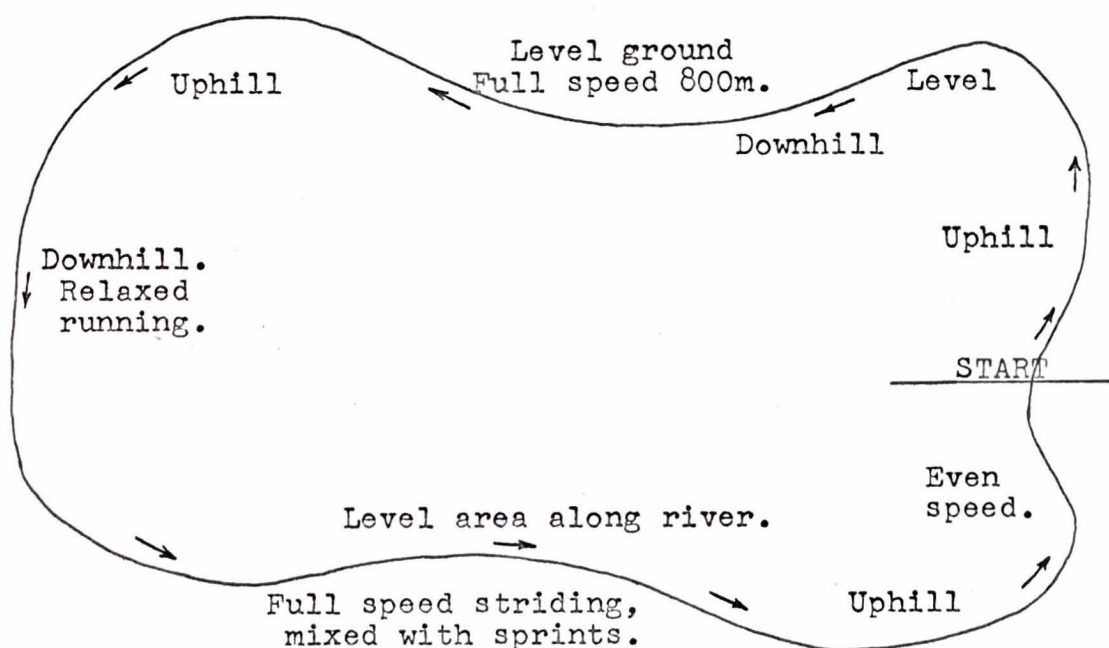 Level ground
Full speed 800m.
Uphill
Level
Downhill
Uphill
Downhill.
Relaxed
running.
START
Even
speed.
Level area along river.
Uphill
Full speed striding,
mixed with sprints.